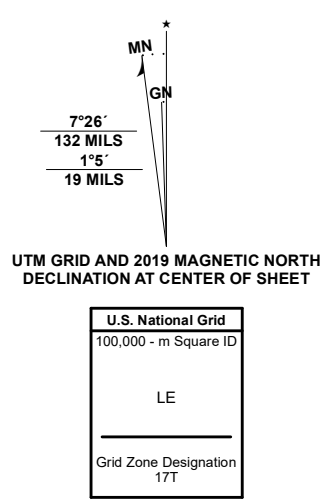 MN
GN
7°26´
132 MILS
1°5´
19 MILS
UTM GRID AND 2019 MAGNETIC NORTH
DECLINATION AT CENTER OF SHEET
U.S. National Grid
100,000 - m Square ID
LE
Grid Zone Designation
17T